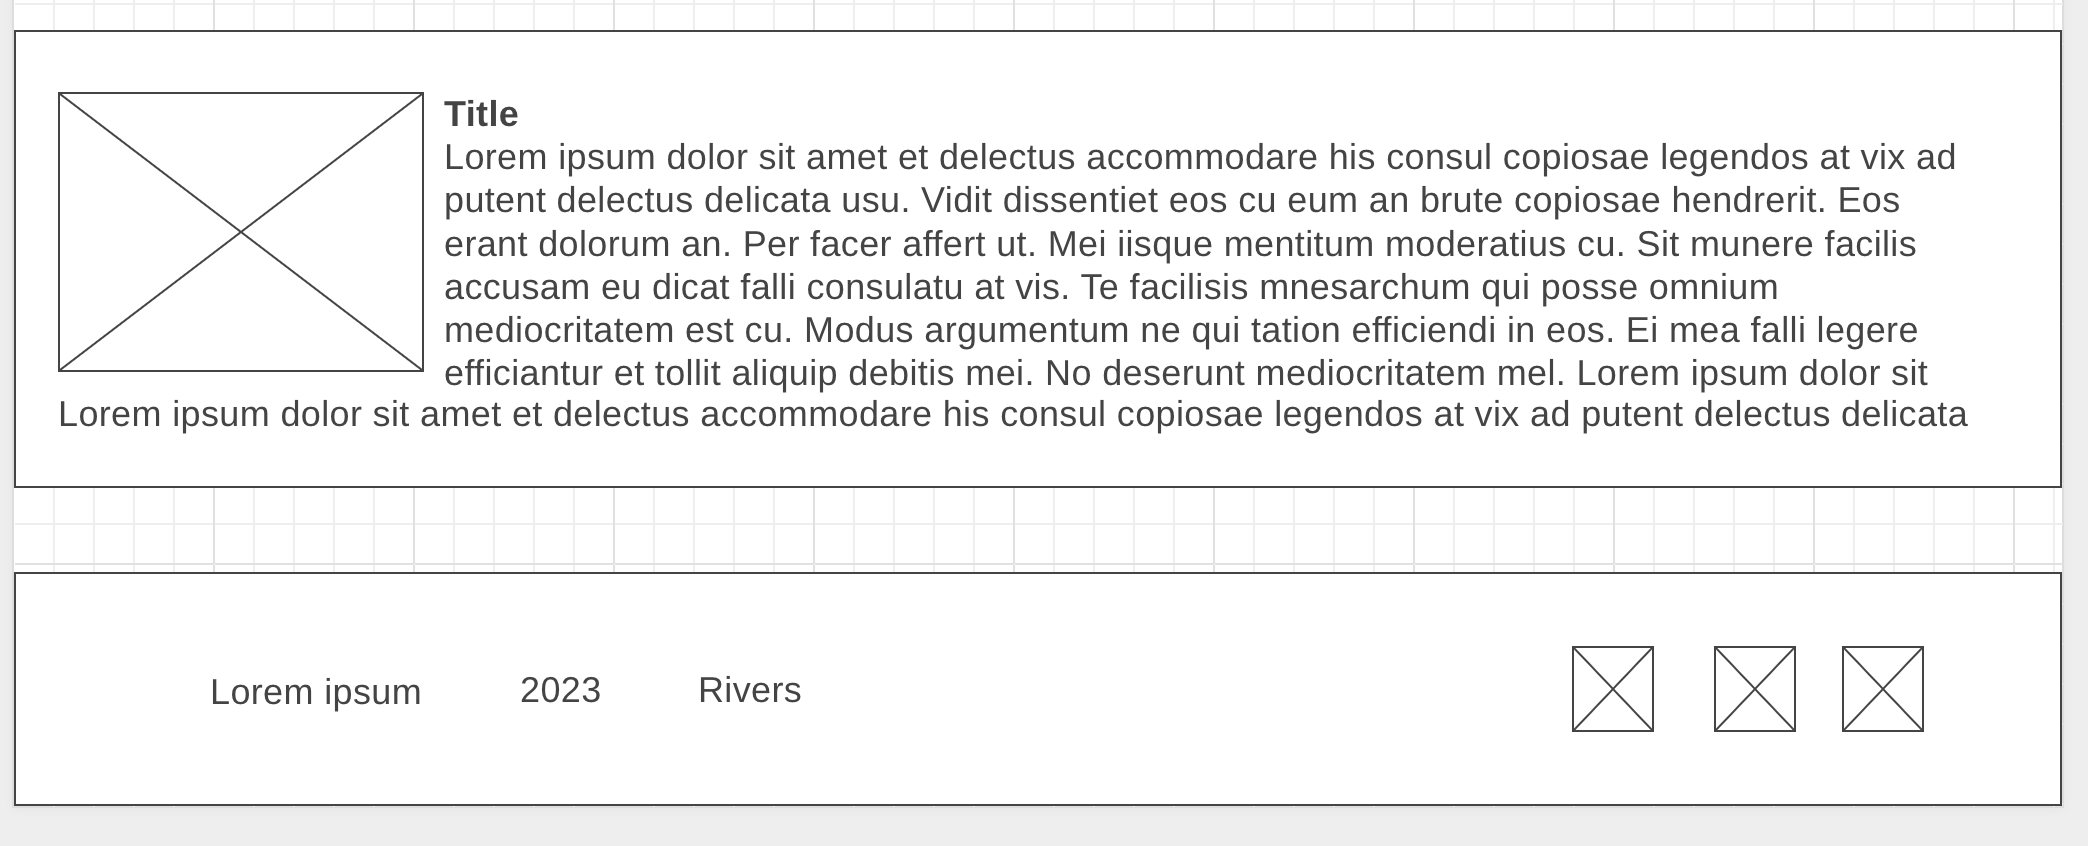 Title
Lorem ipsum dolor sit amet et delectus accommodare his consul copiosae legendos at vix ad
putent delectus delicata usu. Vidit dissentiet eos cu eum an brute copiosae hendrerit. Eos
erant dolorum an. Per facer affert ut. Mei iisque mentitum moderatius cu. Sit munere facilis
accusam eu dicat falli consulatu at vis. Te facilisis mnesarchum qui posse omnium
mediocritatem est cu. Modus argumentum ne qui tation efficiendi in eos. Ei mea falli legere
efficiantur et tollit aliquip debitis mei. No deserunt mediocritatem mel. Lorem ipsum dolor sit
Lorem ipsum dolor sit amet et delectus accommodare his consul copiosae legendos at vix ad putent delectus delicata
Lorem ipsum 2023 Rivers